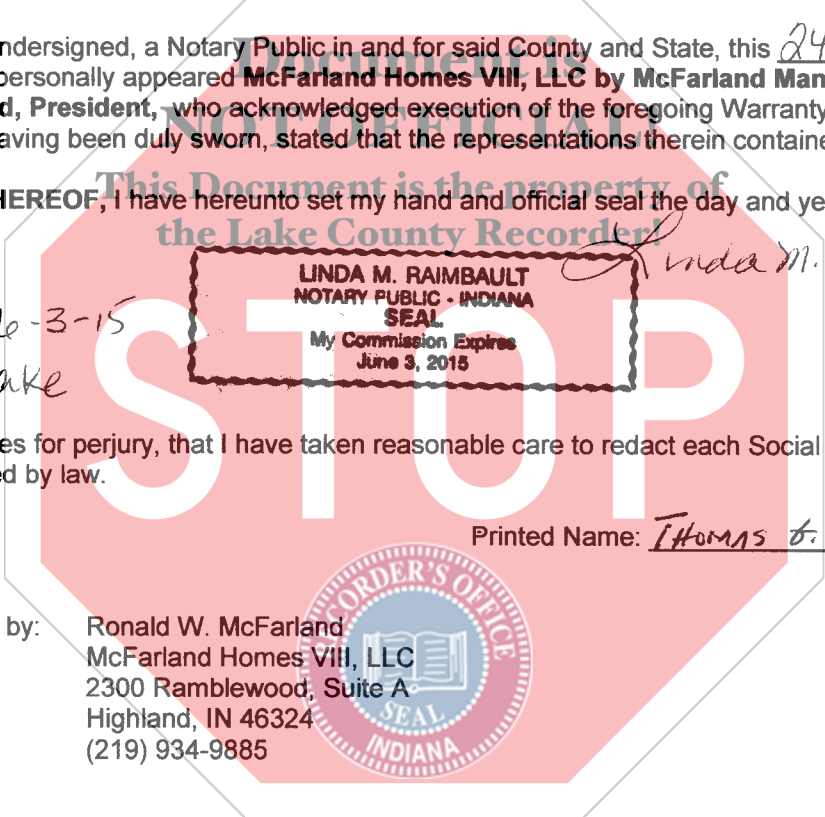 Document is
NOT OFFICIAL!
This Document is the property of
the Lake County Recorder!
STOP
ndersigned, a Notary Public in and for said County and State, this 24
personally appeared McFarland Homes VIII, LLC by McFarland Man
d, President, who acknowledged execution of the foregoing Warranty
aving been duly sworn, stated that the representations therein containe
HEREOF, I have hereunto set my hand and official seal the day and ye
Linda M.
LINDA M. RAIMBAULT
NOTARY PUBLIC - INDIANA
SEAL
My Commission Expires
June 3, 2015
6-3-15
ake
es for perjury, that I have taken reasonable care to redact each Social
d by law.
Printed Name: THOMAS G.
by: Ronald W. McFarland
McFarland Homes VIII, LLC
2300 Ramblewood, Suite A
Highland, IN 46324
(219) 934-9885
RECORDER'S OFFICE
SEAL
INDIANA